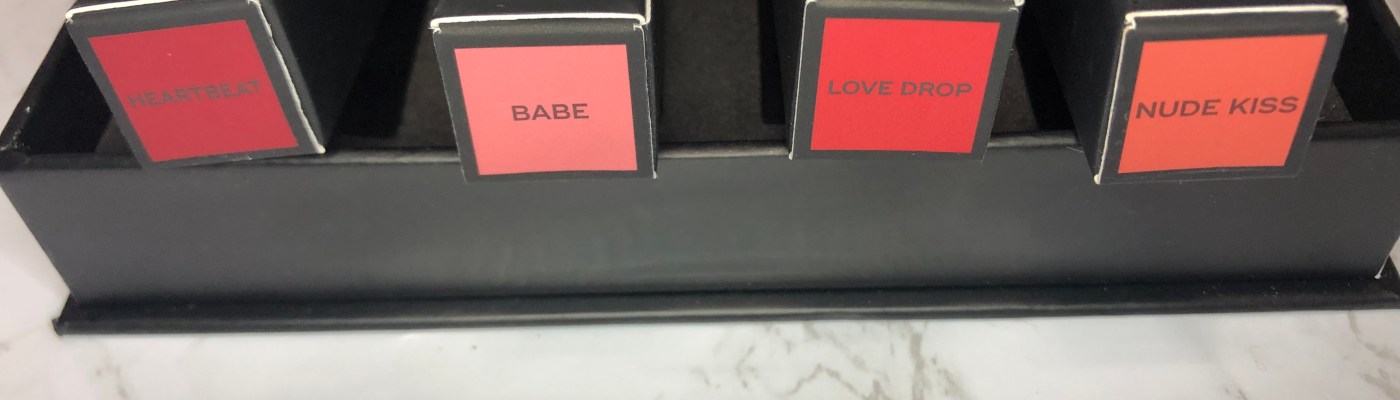 HEARTBEAT
BABE
LOVE DROP
NUDE KISS